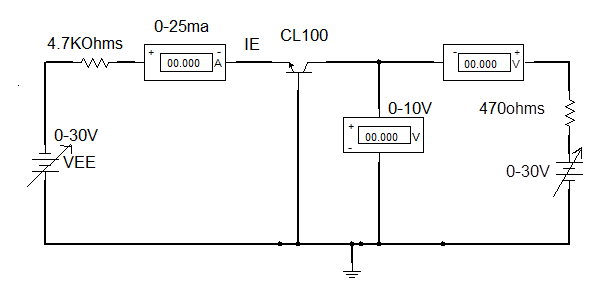 0-25ma
4.7KOhms
IE
CL100
+ - 00.000 A
- + 00.000 V
0-10V
470ohms
+ - 00.000 V
0-30V
VEE
0-30V